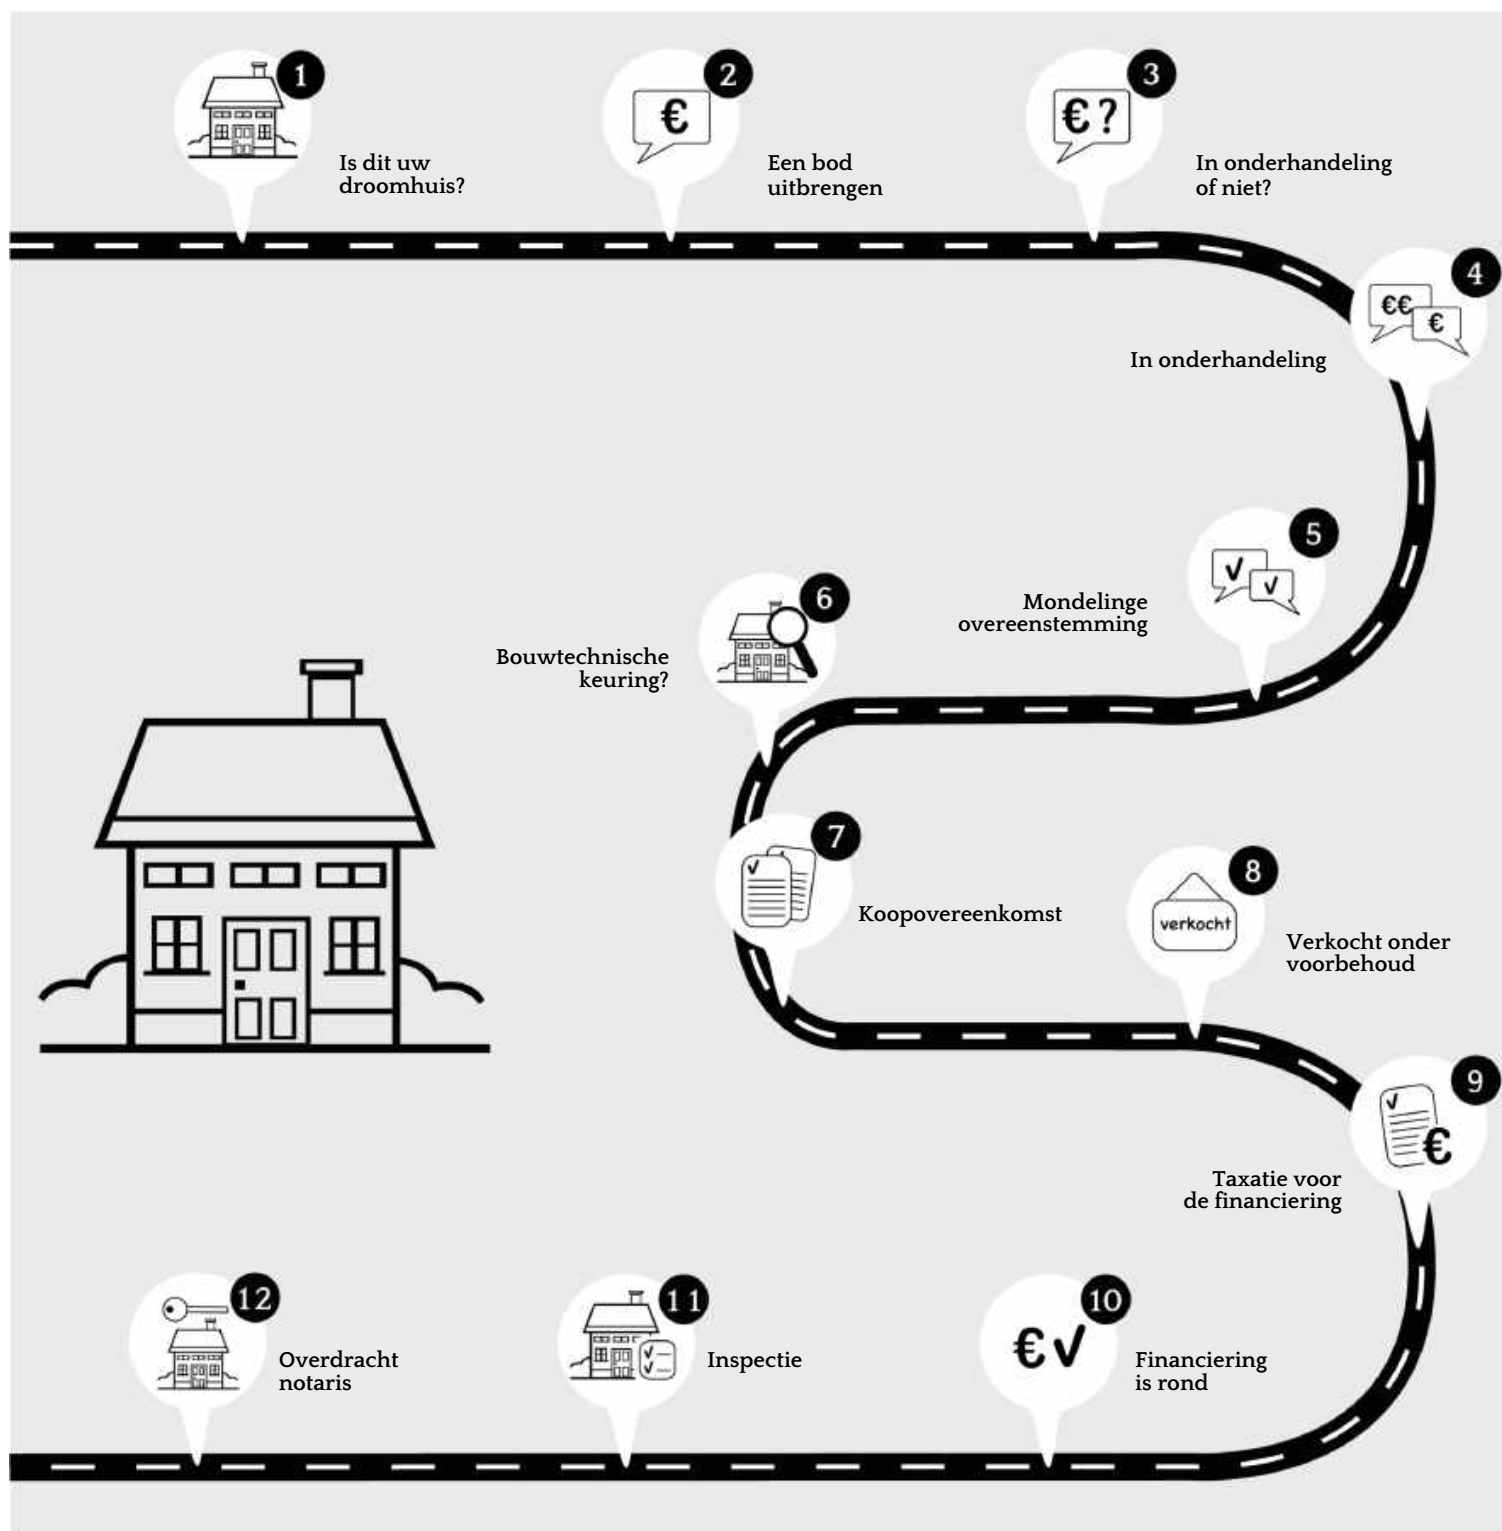 1
Is dit uw
droomhuis?
€
2
Een bod
uitbrengen
€ ?
3
In onderhandeling
of niet?
€€
€
4
In onderhandeling
5
Mondelinge
overeenstemming
6
Bouwtechnische
keuring?
7
Koopovereenkomst
verkocht
8
Verkocht onder
voorbehoud
€
9
Taxatie voor
de financiering
€
10
Financiering
is rond
11
Inspectie
12
Overdracht
notaris